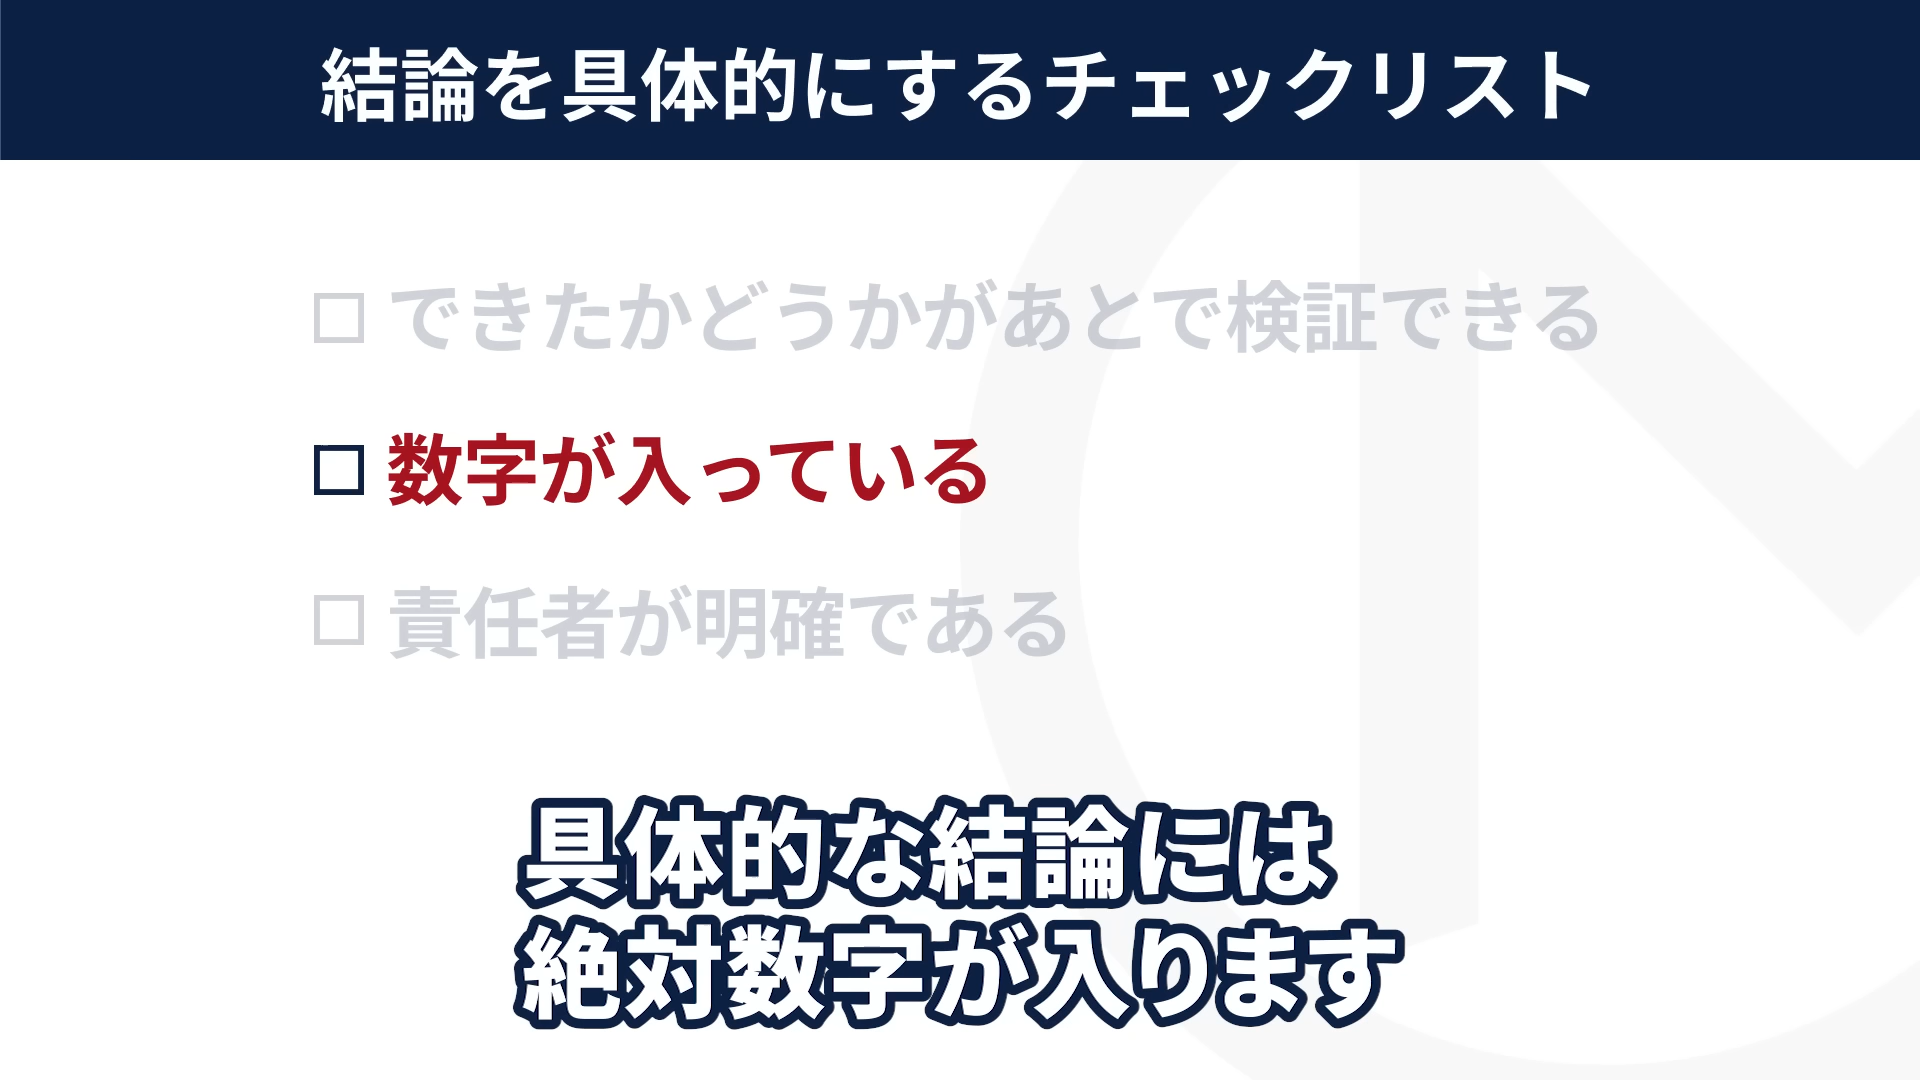 結論を具体的にするチェックリスト
□ できたかどうかがあとで検証できる
□ 数字が入っている
□ 責任者が明確である
具体的な結論には
絶対数字が入ります